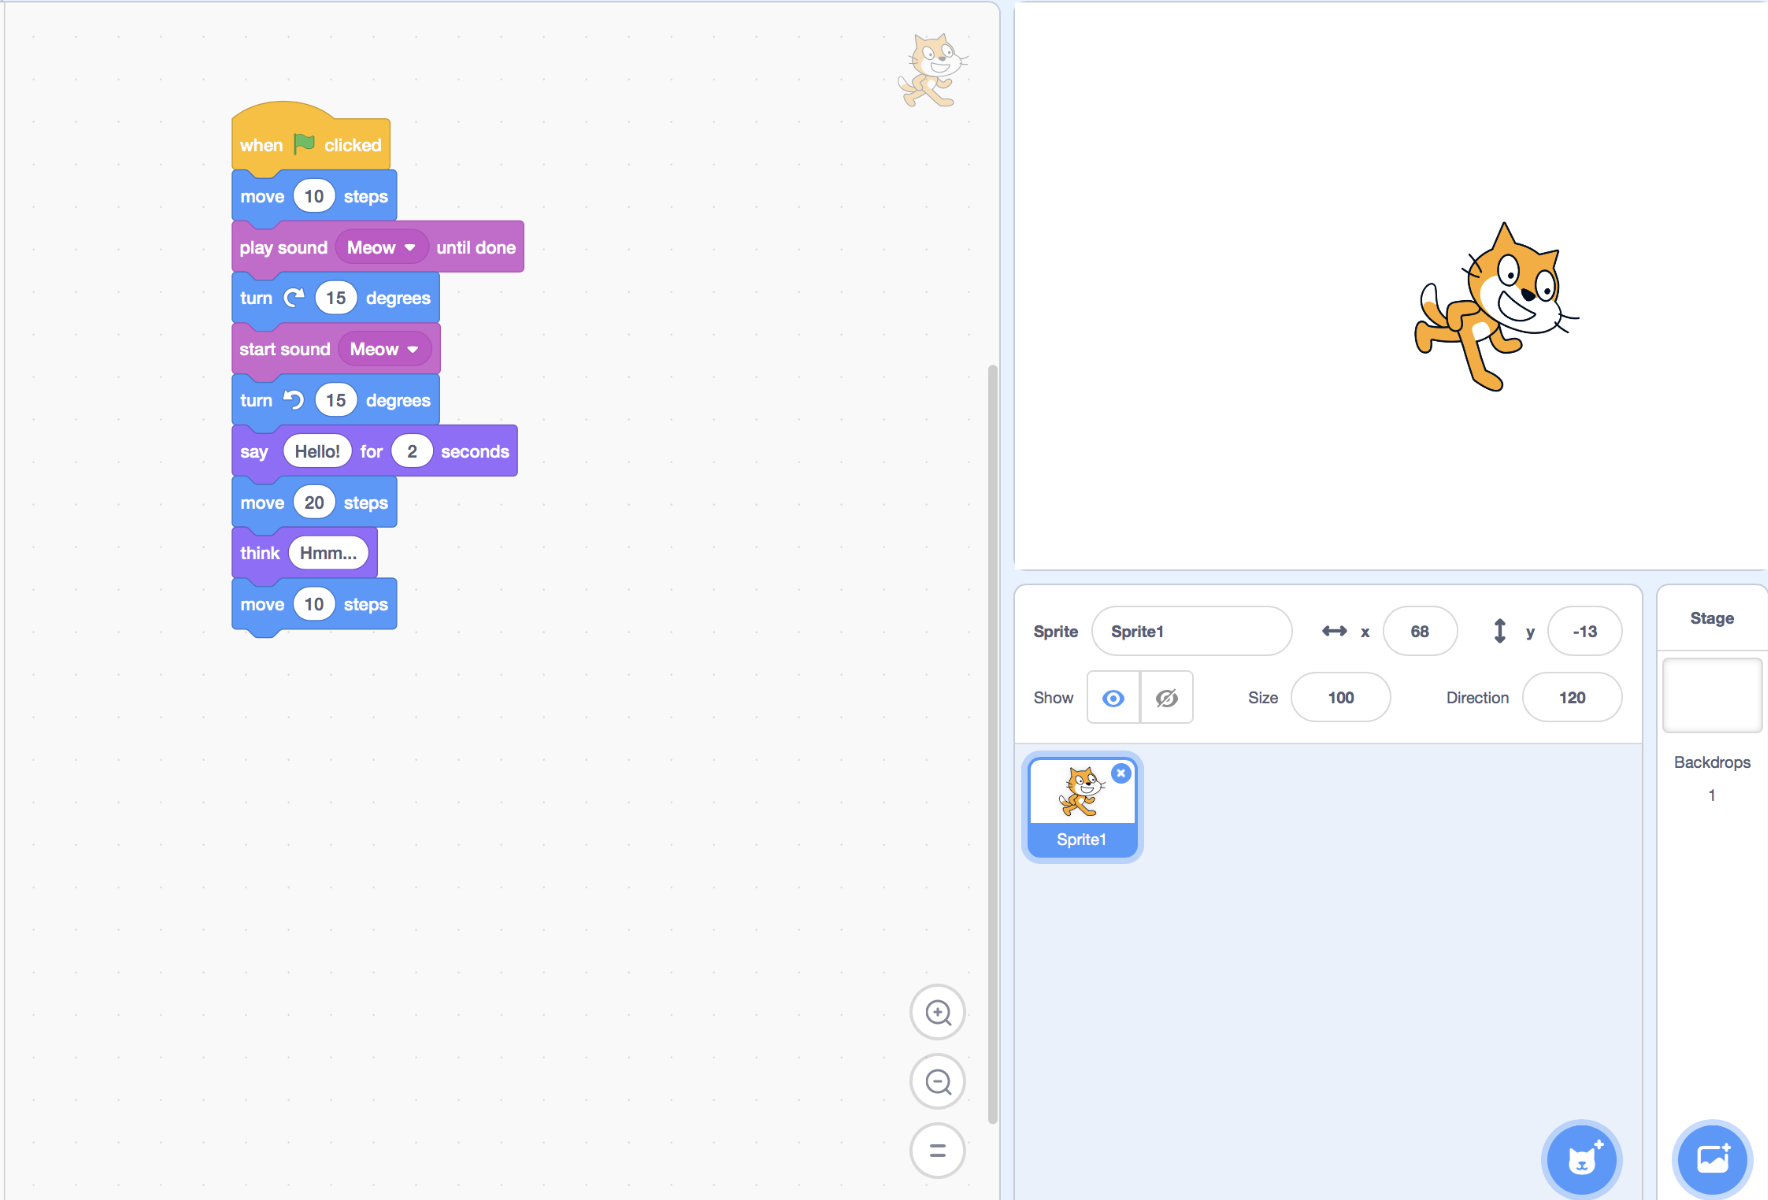 when clicked
move 10 steps
play sound Meow until done
turn 15 degrees
start sound Meow
turn 15 degrees
say Hello! for 2 seconds
move 20 steps
think Hmm...
move 10 steps
Sprite Sprite1 x 68 y -13
Show Size 100 Direction 120
Sprite1
Stage
Backdrops
1